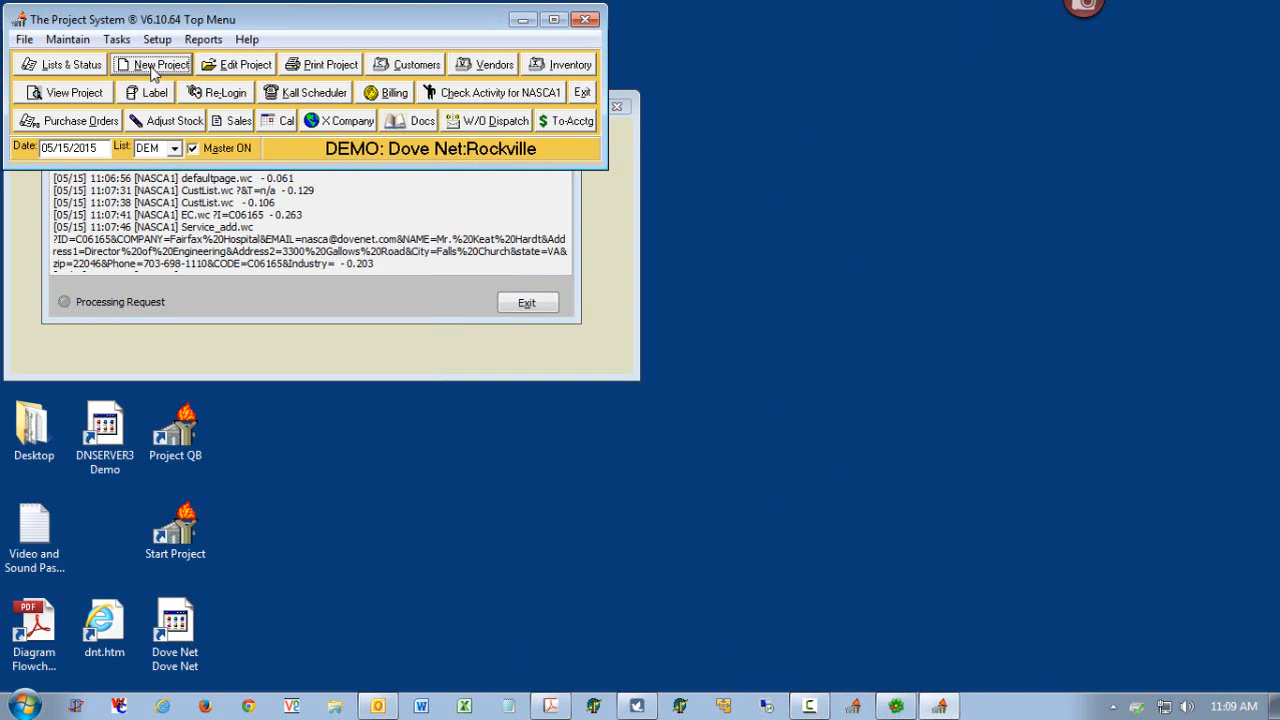 The Project System ® V6.10.64 Top Menu
File Maintain Tasks Setup Reports Help
Lists & Status New Project Edit Project Print Project Customers Vendors Inventory
View Project Label Re-Login Kall Scheduler Billing Check Activity for NASCA1 Exit
Purchase Orders Adjust Stock Sales Cal X Company Docs W/O Dispatch $ To-Acctg
Date: 05/15/2015 List: DEM Master ON DEMO: Dove Net:Rockville
[05/15] 11:06:56 [NASCA1] defaultpage.wc - 0.061
[05/15] 11:07:31 [NASCA1] CustList.wc ?&T=n/a - 0.129
[05/15] 11:07:38 [NASCA1] CustList.wc - 0.106
[05/15] 11:07:41 [NASCA1] EC.wc ?I=C06165 - 0.263
[05/15] 11:07:46 [NASCA1] Service_add.wc
?ID=C06165&COMPANY=Fairfax%20Hospital&EMAIL=nasca@dovenet.com&NAME=Mr.%20Keat%20Hardt&Add
ress1=Director%20of%20Engineering&Address2=3300%20Gallows%20Road&City=Falls%20Church&state=VA&
zip=22046&Phone=703-698-1110&CODE=C06165&Industry= - 0.203
Processing Request Exit
Desktop
DNSERVER3
Demo
Project QB
Video and
Sound Pas...
Start Project
PDF
Diagram
Flowch...
dnt.htm
Dove Net
Dove Net
11:09 AM